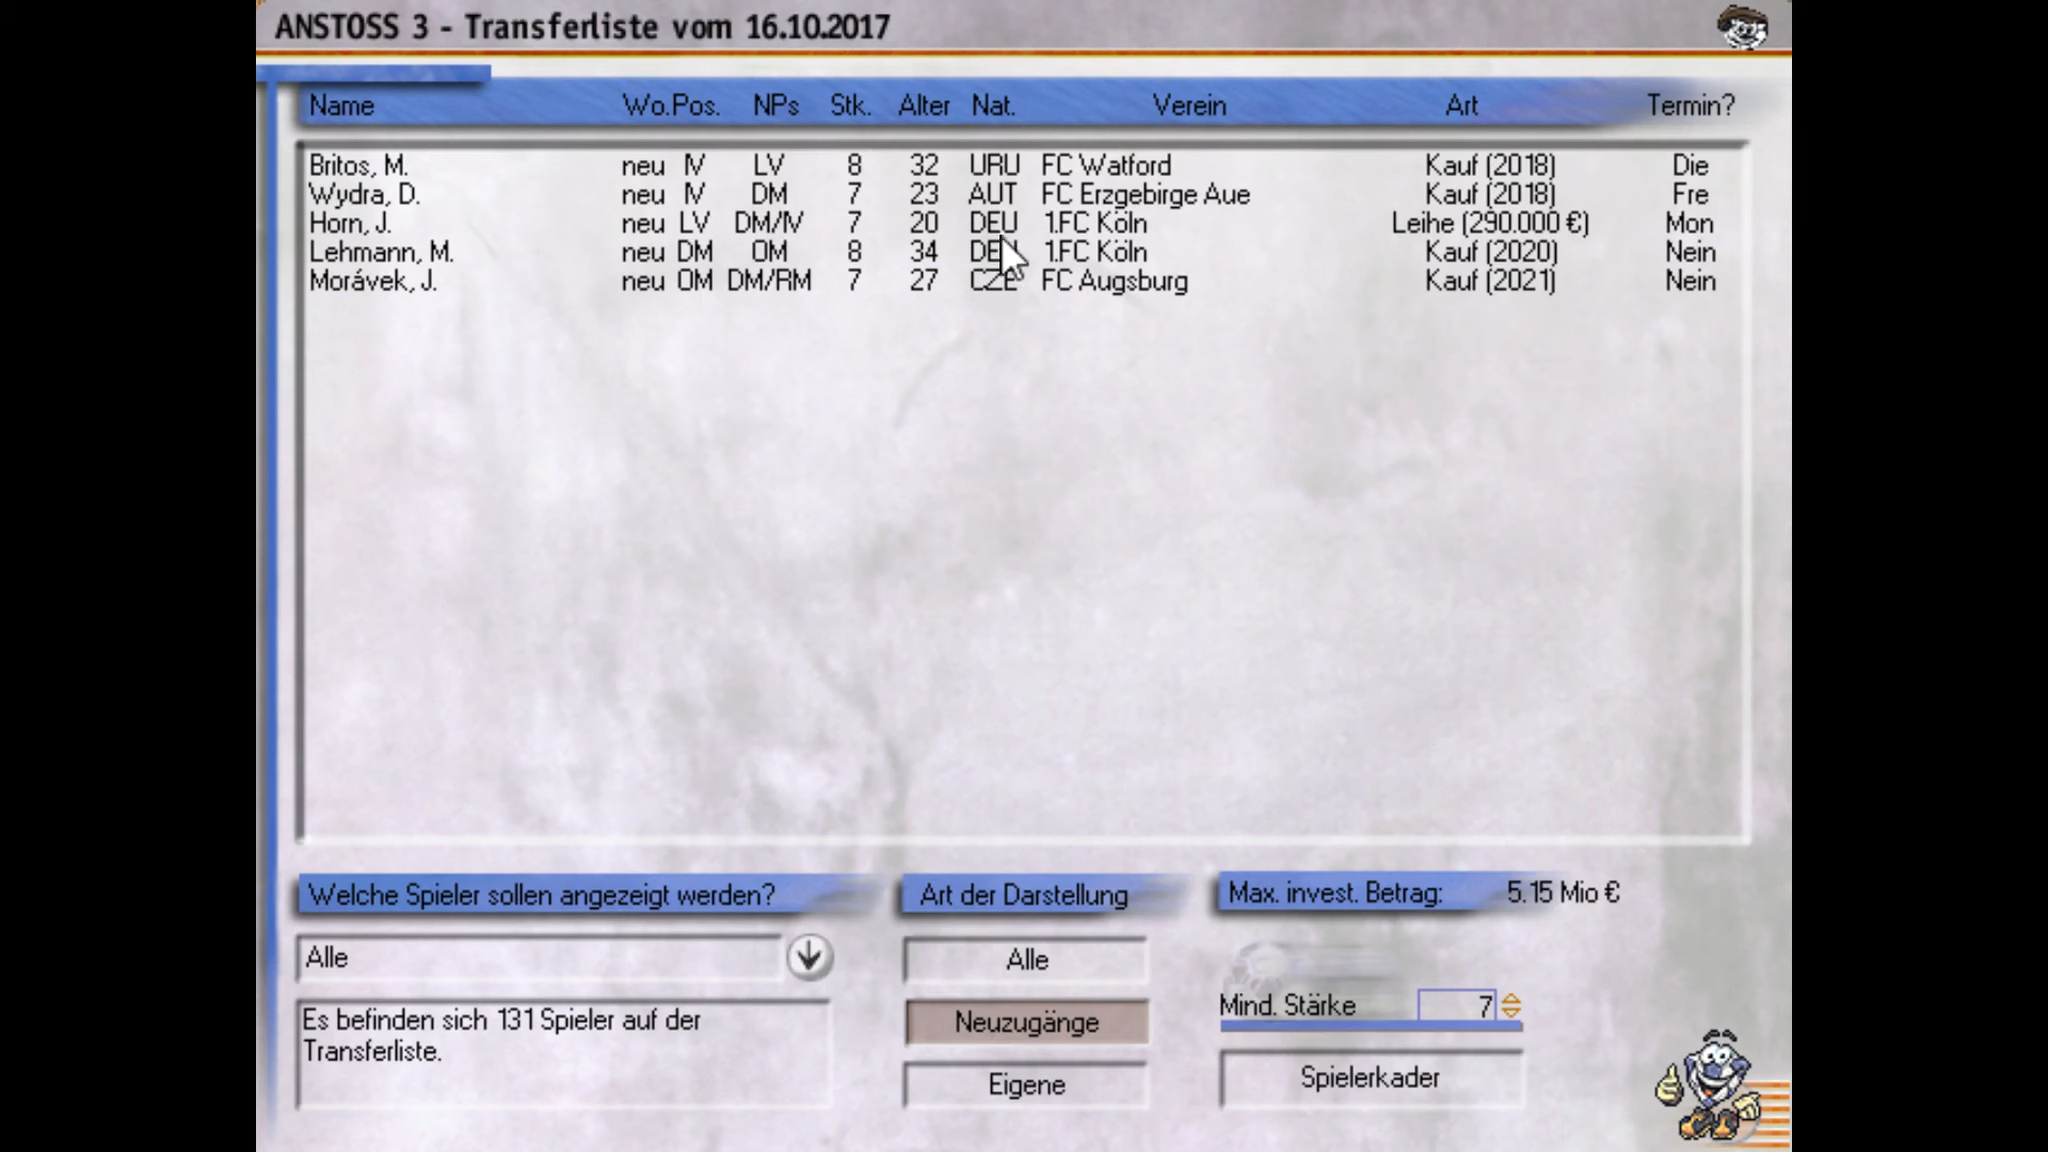 ANSTOSS 3 - Transferliste vom 16.10.2017
Name Wo.Pos. NPs Stk. Alter Nat. Verein Art Termin?
Britos, M. neu IV LV 8 32 URU FC Watford Kauf (2018) Die
Wydra, D. neu IV DM 7 23 AUT FC Erzgebirge Aue Kauf (2018) Fre
Horn, J. neu LV DM/IV 7 20 DEU 1.FC Köln Leihe (290.000 €) Mon
Lehmann, M. neu DM OM 8 34 DEU 1.FC Köln Kauf (2020) Nein
Morávek, J. neu OM DM/RM 7 27 CZE FC Augsburg Kauf (2021) Nein
Welche Spieler sollen angezeigt werden? Art der Darstellung Max. invest. Betrag: 5.15 Mio €
Alle Alle
Es befinden sich 131 Spieler auf der
Transferliste.
Neuzugänge
Eigene
Mind. Stärke 7
Spielerkader